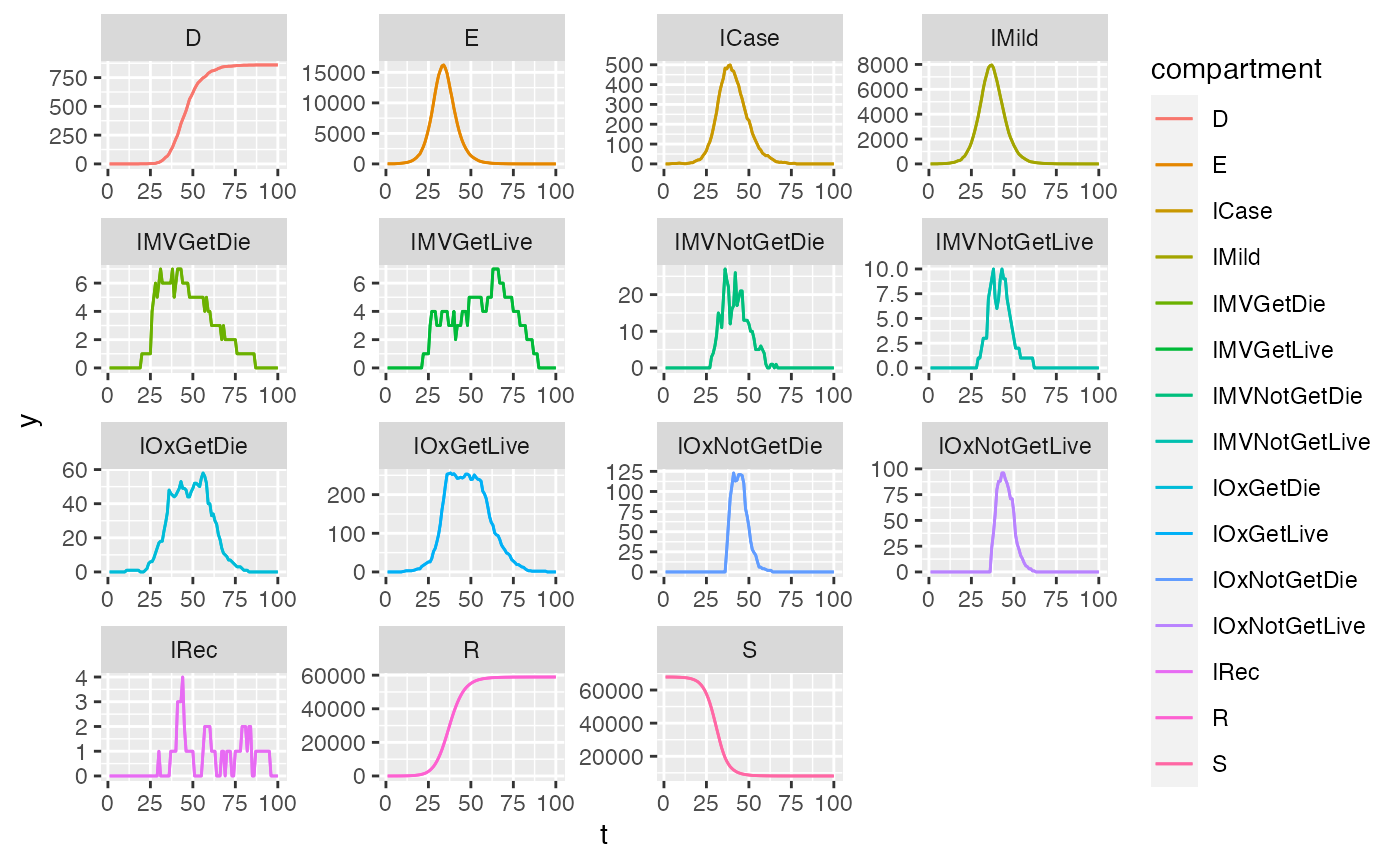 D E ICase IMild
750 500 250 0
15000 10000 5000 0
500 400 300 200 100 0
8000 6000 4000 2000 0
0 25 50 75 100 0 25 50 75 100 0 25 50 75 100 0 25 50 75 100
IMVGetDie IMVGetLive IMVNotGetDie IMVNotGetLive
6 4 2 0
6 4 2 0
20 10 0
10.0 7.5 5.0 2.5 0.0
0 25 50 75 100 0 25 50 75 100 0 25 50 75 100 0 25 50 75 100
y
IOxGetDie IOxGetLive IOxNotGetDie IOxNotGetLive
60 40 20 0
200 100 0
125 100 75 50 25 0
100 75 50 25 0
0 25 50 75 100 0 25 50 75 100 0 25 50 75 100 0 25 50 75 100
IRec R S
4 3 2 1 0
60000 40000 20000 0
60000 40000 20000
0 25 50 75 100 0 25 50 75 100 0 25 50 75 100
t
compartment
D
E
ICase
IMild
IMVGetDie
IMVGetLive
IMVNotGetDie
IMVNotGetLive
IOxGetDie
IOxGetLive
IOxNotGetDie
IOxNotGetLive
IRec
R
S